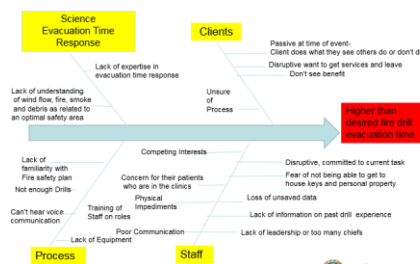 Science
Evacuation Time
Response
Clients
Passive at time of event-
Client does what they see others do or don't d
Lack of expertise in
evacuation time response
Disruptive want to get services and leave
Don't see benefit
Lack of understanding
of wind flow, fire, smoke
and debris as related to
an optimal safety area
Unsure
of
Process
Higher than
desired fire drill
evacuation time
Competing Interests
Lack of
familiarity with
Fire safety plan
Disruptive, committed to current task
Concern for their patients
who are in the clinics
Fear of not being able to get to
house keys and personal property
Not enough Drills
Physical
Impediments
Loss of unsaved data
Can't hear voice
communication
Training of
Staff on roles
Lack of information on past drill experience
Poor Communication
Lack of leadership or too many chiefs
Lack of Equipment
Process
Staff